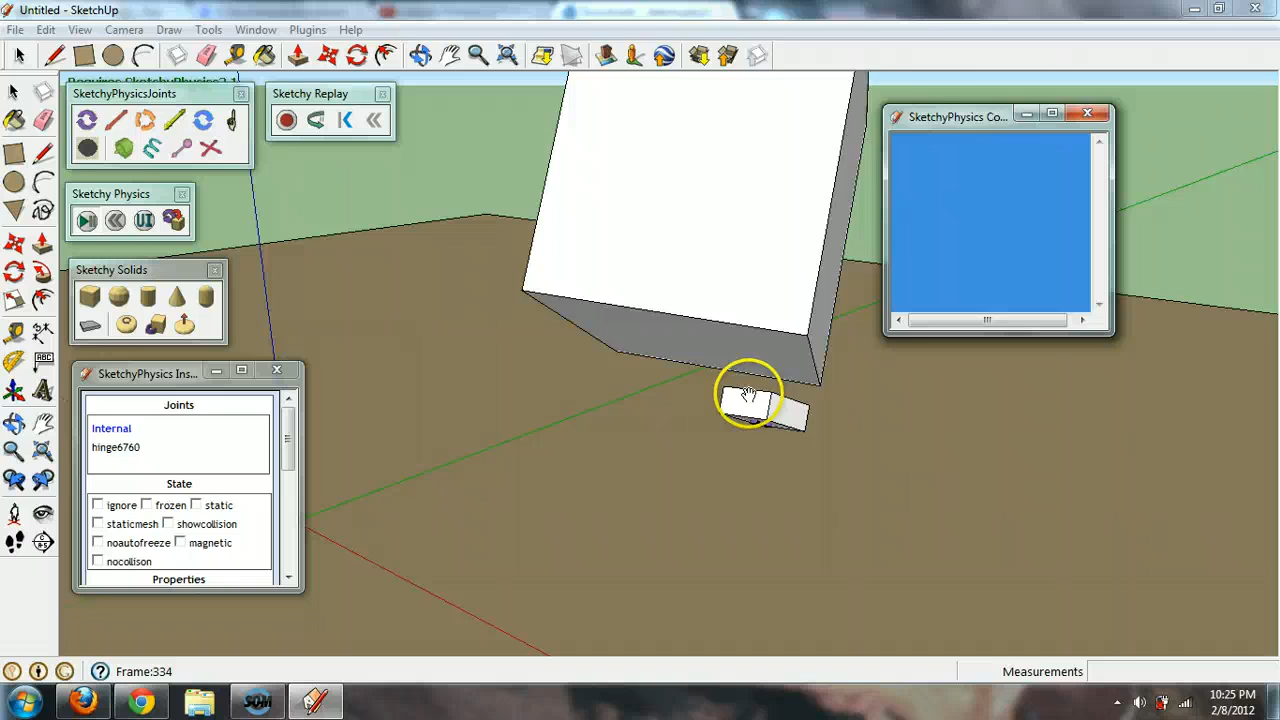 Untitled - SketchUp
File Edit View Camera Draw Tools Window Plugins Help
SketchyPhysicsJoints
Sketchy Replay
SketchyPhysics Co...
Sketchy Physics
UI
Sketchy Solids
ABC
SketchyPhysics Ins...
Joints
Internal
hinge6760
State
ignore frozen static
staticmesh showcollision
noautofreeze magnetic
nocollison
Properties
Frame:334
Measurements
10:25 PM
2/8/2012